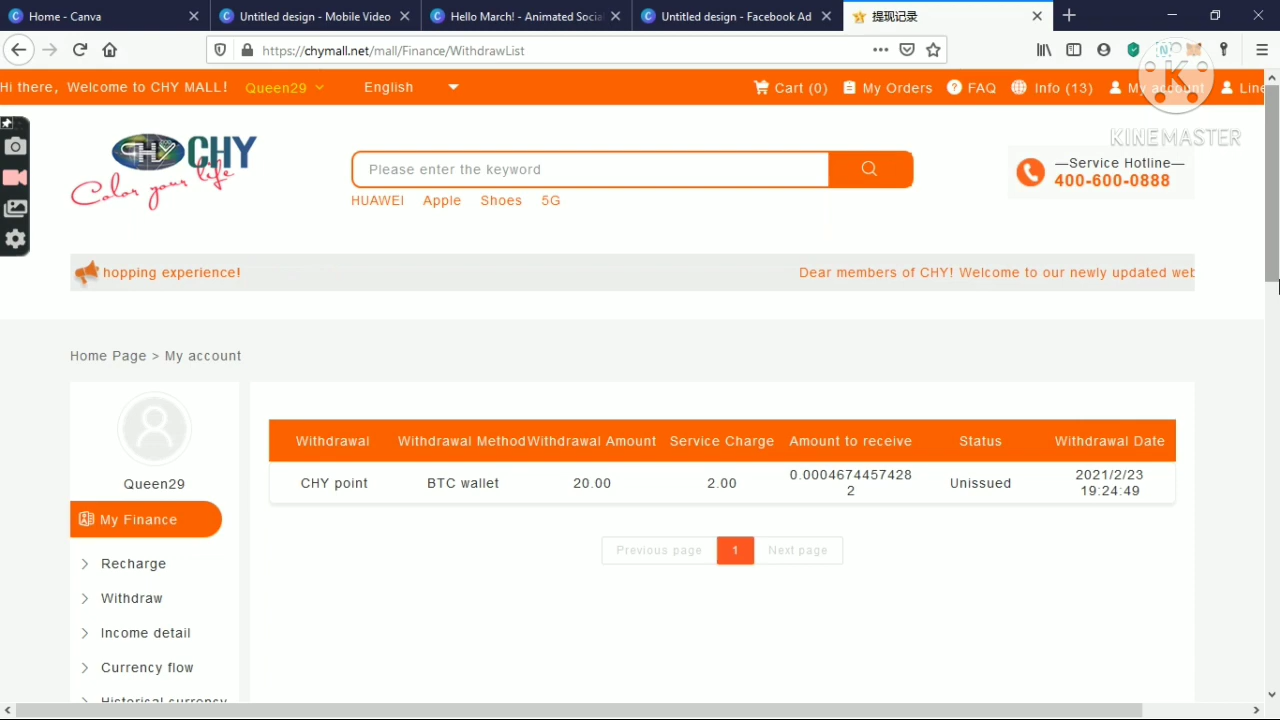 Home - Canva
Untitled design - Mobile Video
Hello March! - Animated Socia
Untitled design - Facebook Ad
提现记录
https://chymall.net/mall/Finance/WithdrawList
Hi there, Welcome to CHY MALL!
Queen29
English
Cart (0)
My Orders
FAQ
Info (13)
My account
Line
K
KINEMASTER
CHY CHY
Color your life
Please enter the keyword
HUAWEI Apple Shoes 5G
—Service Hotline—
400-600-0888
hopping experience!
Dear members of CHY! Welcome to our newly updated web
Home Page > My account
Queen29
My Finance
Recharge
Withdraw
Income detail
Currency flow
Historical currency
Withdrawal Withdrawal Method Withdrawal Amount Service Charge Amount to receive Status Withdrawal Date
CHY point BTC wallet 20.00 2.00 0.0004674457428
2 Unissued 2021/2/23
19:24:49
Previous page 1 Next page